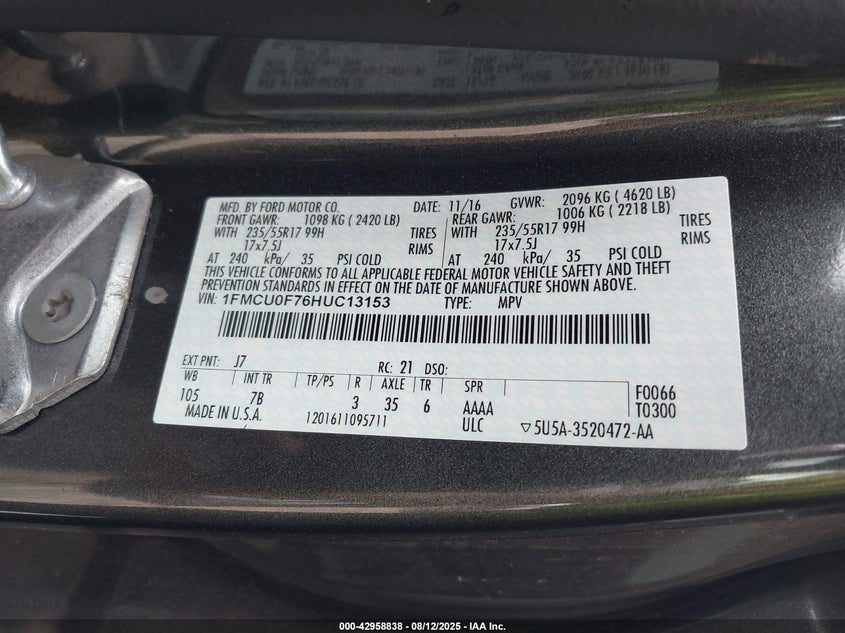 MFD. BY FORD MOTOR CO. DATE: 11/16 GVWR: 2096 KG ( 4620 LB)
FRONT GAWR: 1098 KG ( 2420 LB) REAR GAWR: 1006 KG ( 2218 LB)
WITH 235/55R17 99H TIRES WITH 235/55R17 99H TIRES
17x7.5J RIMS 17x7.5J RIMS
AT 240 kPa/ 35 PSI COLD AT 240 kPa/ 35 PSI COLD
THIS VEHICLE CONFORMS TO ALL APPLICABLE FEDERAL MOTOR VEHICLE SAFETY AND THEFT
PREVENTION STANDARDS IN EFFECT ON THE DATE OF MANUFACTURE SHOWN ABOVE.
VIN: 1FMCU0F76HUC13153 TYPE: MPV
EXT PNT: J7 RC: 21 DSO:
WB INT TR TP/PS R AXLE TR SPR
105 7B 3 35 6 AAAA F0066
MADE IN U.S.A. 1201611095711 ULC T0300
▽5U5A-3520472-AA
000-42958838 - 08/12/2025 - IAA Inc.